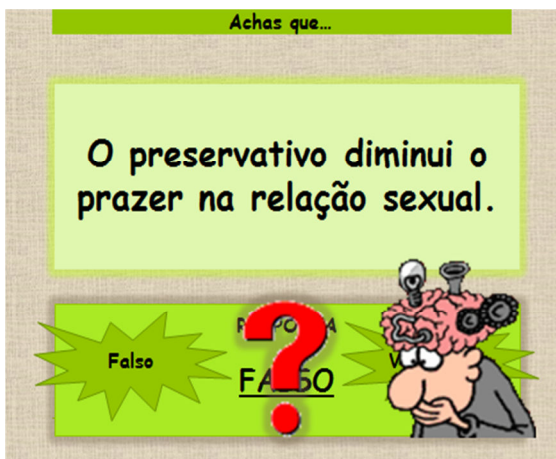 Achas que…
O preservativo diminui o
prazer na relação sexual.
Falso
FALSO